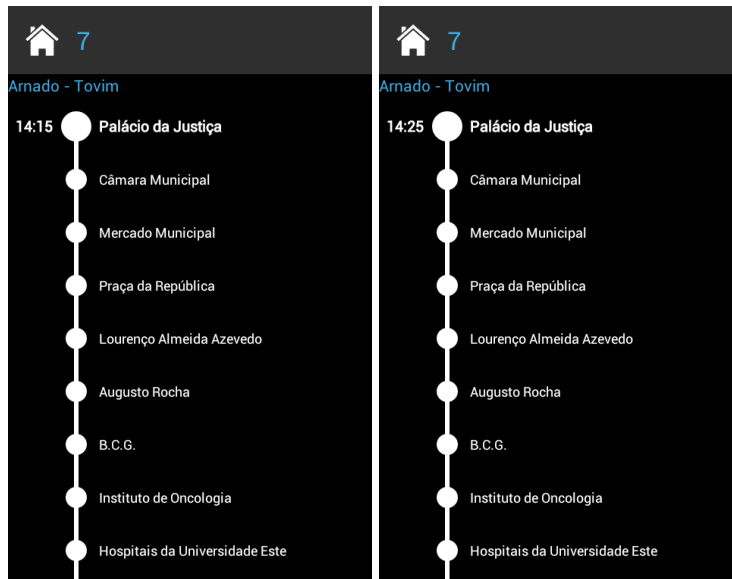 7
Arnado - Tovim
14:15 Palácio da Justiça
Câmara Municipal
Mercado Municipal
Praça da República
Lourenço Almeida Azevedo
Augusto Rocha
B.C.G.
Instituto de Oncologia
Hospitais da Universidade Este
7
Arnado - Tovim
14:25 Palácio da Justiça
Câmara Municipal
Mercado Municipal
Praça da República
Lourenço Almeida Azevedo
Augusto Rocha
B.C.G.
Instituto de Oncologia
Hospitais da Universidade Este